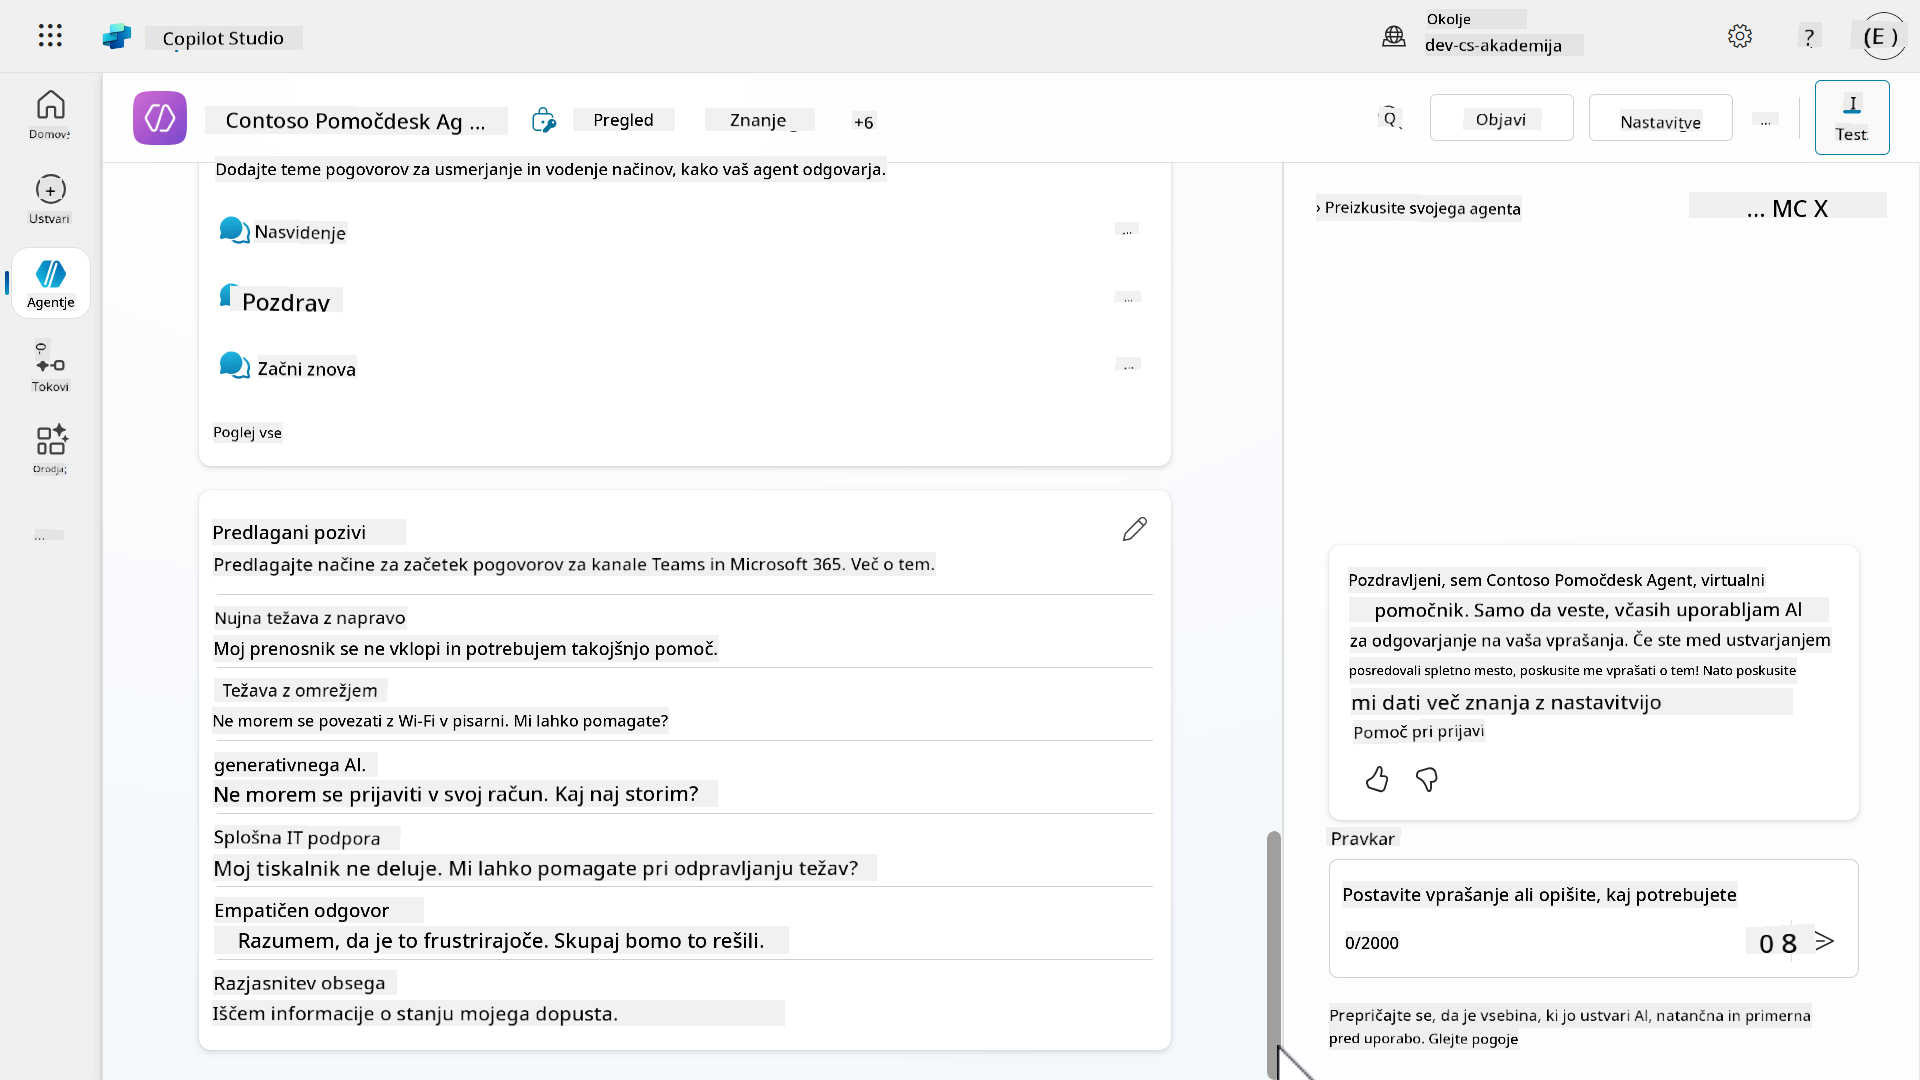 Copilot Studio
Okolje
dev-cs-akademija
?
(E )
Domov
Ustvari
Agentje
Tokovi
Orodja
...
Contoso Pomočdesk Ag ...
Pregled
Znanje
+6
Objavi
Nastavitve
...
Test
Dodajte teme pogovorov za usmerjanje in vodenje načinov, kako vaš agent odgovarja.
Nasvidenje
...
Pozdrav
...
Začni znova
...
Poglej vse
Predlagani pozivi
Predlagajte načine za začetek pogovorov za kanale Teams in Microsoft 365. Več o tem.
Nujna težava z napravo
Moj prenosnik se ne vklopi in potrebujem takojšnjo pomoč.
Težava z omrežjem
Ne morem se povezati z Wi-Fi v pisarni. Mi lahko pomagate?
generativnega AI.
Ne morem se prijaviti v svoj račun. Kaj naj storim?
Splošna IT podpora
Moj tiskalnik ne deluje. Mi lahko pomagate pri odpravljanju težav?
Empatičen odgovor
Razumem, da je to frustrirajoče. Skupaj bomo to rešili.
Razjasnitev obsega
Iščem informacije o stanju mojega dopusta.
› Preizkusite svojega agenta
... MC X
Pozdravljeni, sem Contoso Pomočdesk Agent, virtualni
pomočnik. Samo da veste, včasih uporabljam AI
za odgovarjanje na vaša vprašanja. Če ste med ustvarjanjem
posredovali spletno mesto, poskusite me vprašati o tem! Nato poskusite
mi dati več znanja z nastavitvijo
Pomoč pri prijavi
Pravkar
Postavite vprašanje ali opišite, kaj potrebujete
0/2000
0 8
Prepričajte se, da je vsebina, ki jo ustvari AI, natančna in primerna
pred uporabo. Glejte pogoje